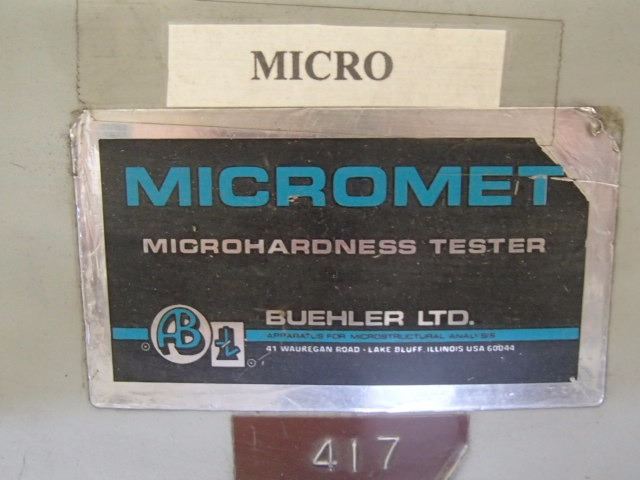 MICRO
MICROMET
MICROHARDNESS TESTER
AB
BUEHLER LTD.
APPARATUS FOR MICROSTRUCTURAL ANALYSIS
41 WAUKEGAN ROAD • LAKE BLUFF, ILLINOIS USA 60044
417